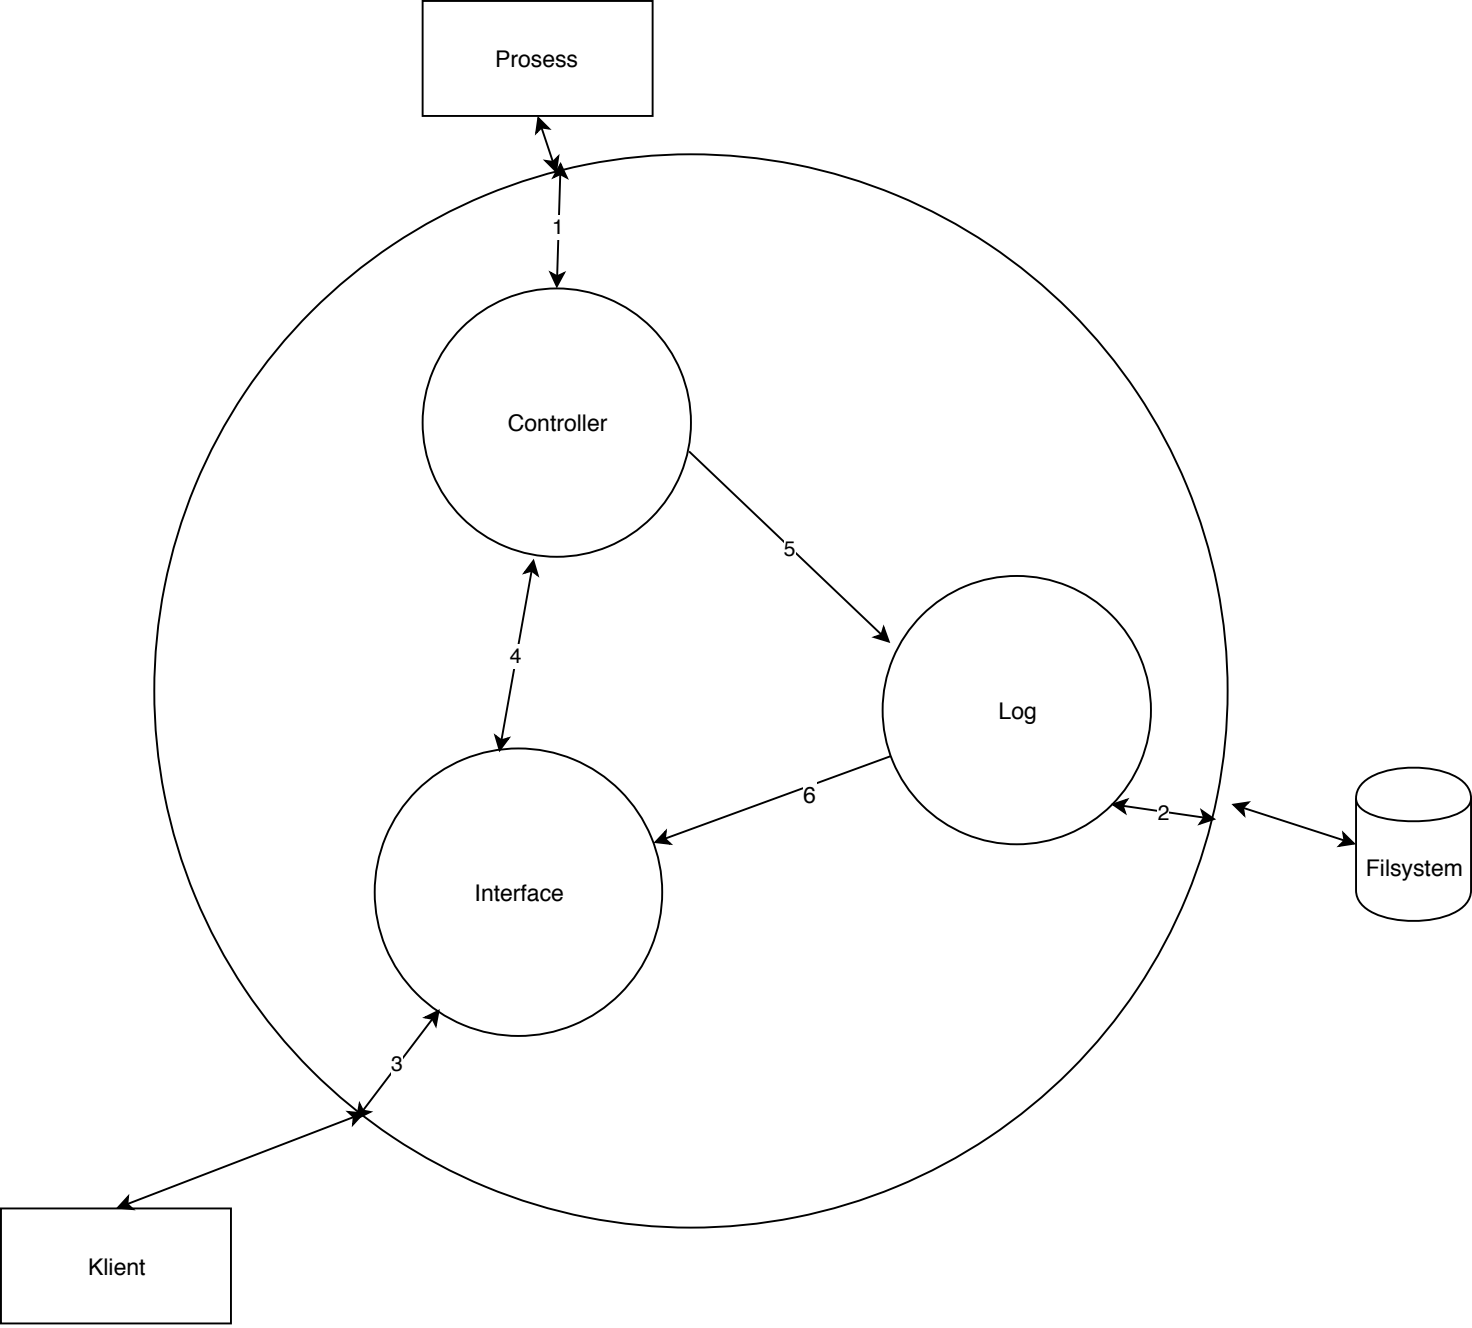 Prosess
1
Controller
5
4
Log
6
2
Filsystem
Interface
3
Klient